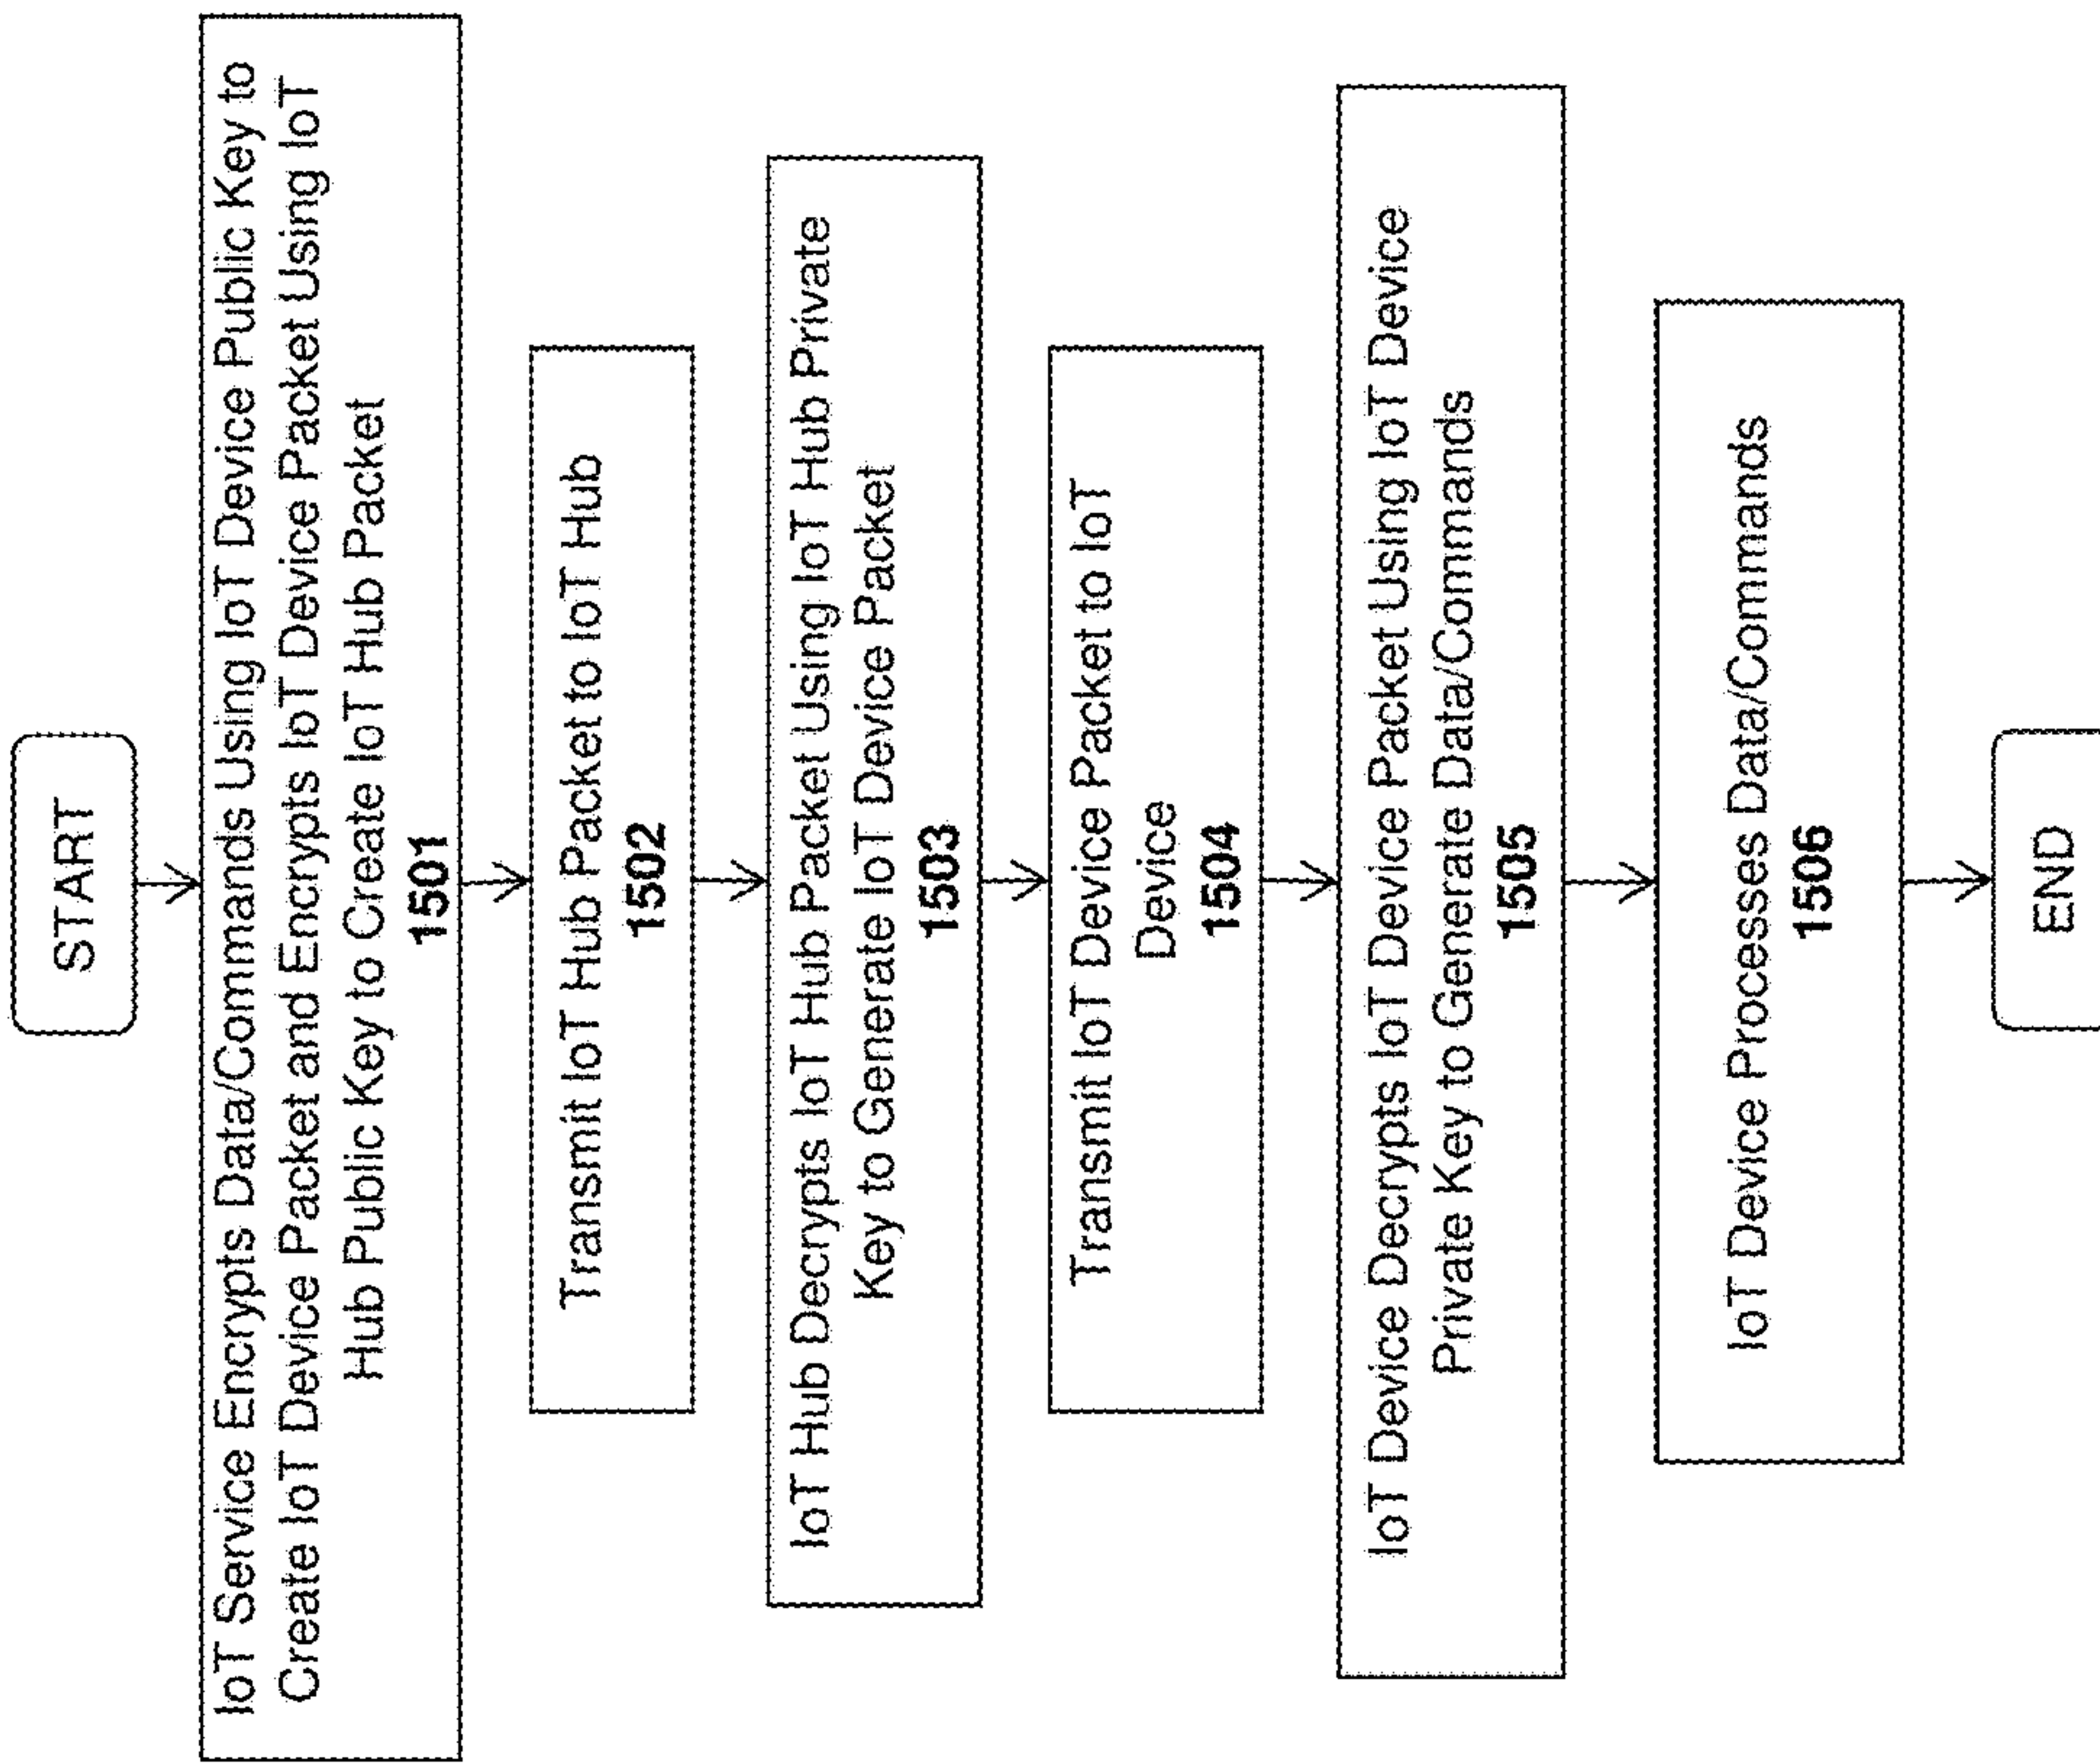 START
IoT Service Encrypts Data/Commands Using IoT Device Public Key to
Create IoT Device Packet and Encrypts IoT Device Packet Using IoT
Hub Public Key to Create IoT Hub Packet
1501
Transmit IoT Hub Packet to IoT Hub
1502
IoT Hub Decrypts IoT Hub Packet Using IoT Hub Private
Key to Generate IoT Device Packet
1503
Transmit IoT Device Packet to IoT
Device
1504
IoT Device Decrypts IoT Device Packet Using IoT Device
Private Key to Generate Data/Commands
1505
IoT Device Processes Data/Commands
1506
END